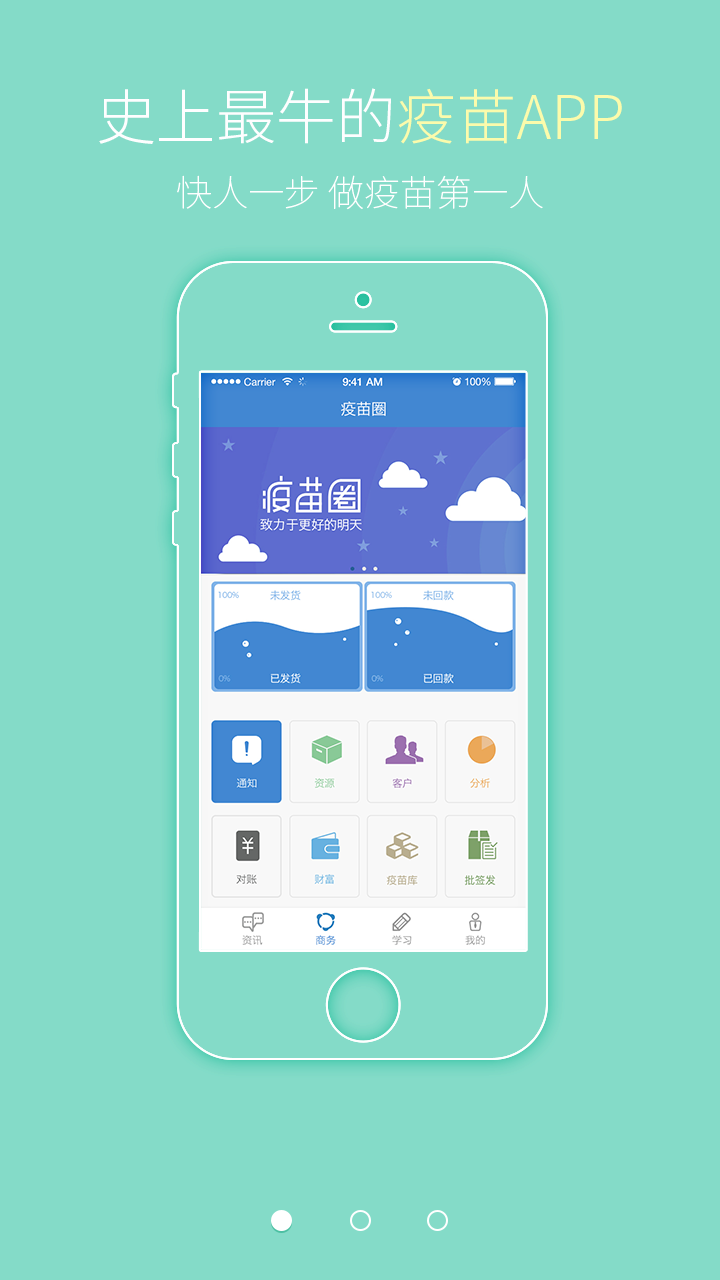 史上最牛的疫苗APP
快人一步 做疫苗第一人
Carrier 9:41 AM 100%
疫苗圈
疫苗圈
致力于更好的明天
100% 未发货 100% 未回款
0% 已发货 0% 已回款
通知 资源 客户 分析
¥
对账 财富 疫苗库 批签发
资讯 商务 学习 我的